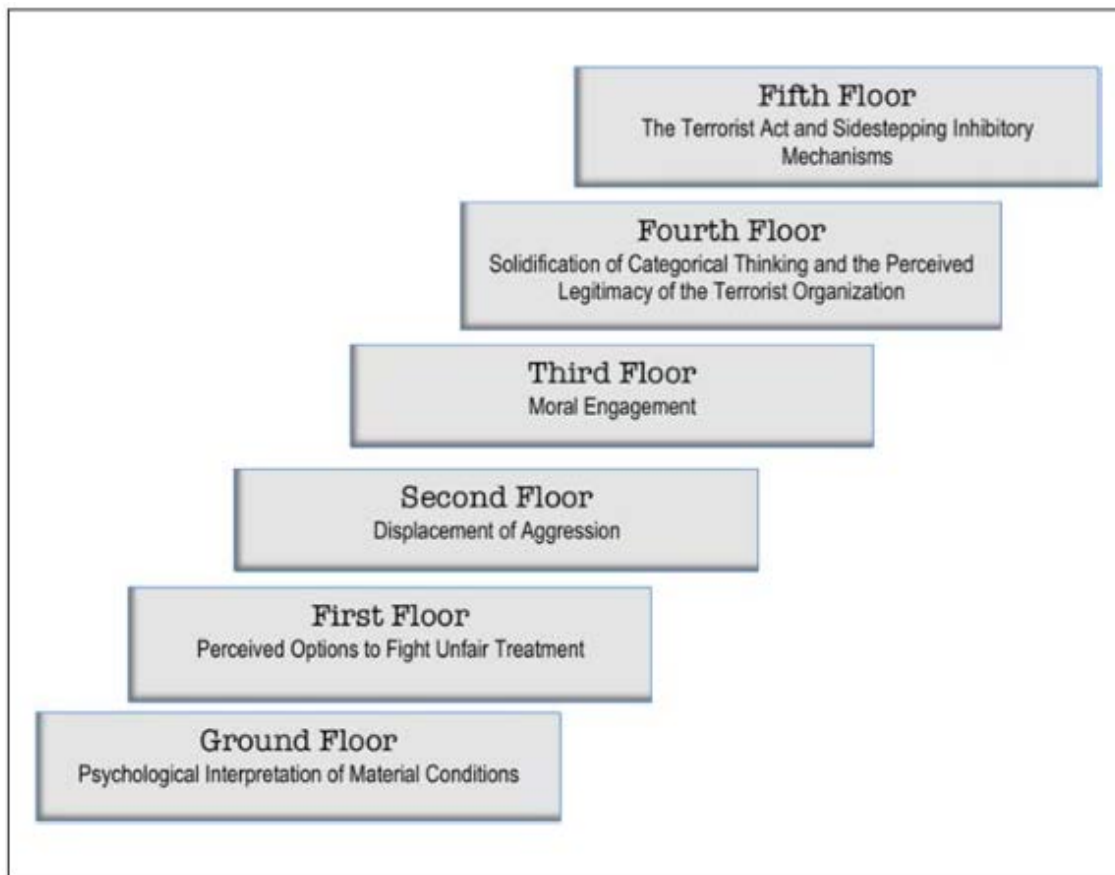 Fifth Floor
The Terrorist Act and Sidestepping Inhibitory
Mechanisms
Fourth Floor
Solidification of Categorical Thinking and the Perceived
Legitimacy of the Terrorist Organization
Third Floor
Moral Engagement
Second Floor
Displacement of Aggression
First Floor
Perceived Options to Fight Unfair Treatment
Ground Floor
Psychological Interpretation of Material Conditions